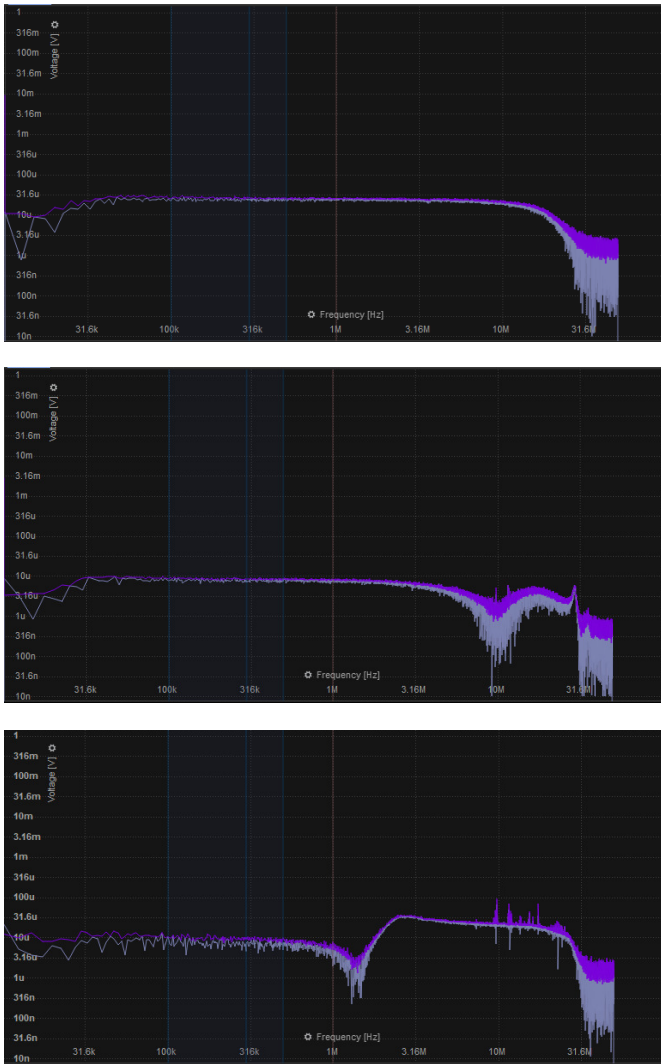 1
316m
Voltage [V]
100m
31.6m
10m
3.16m
1m
316u
100u
31.6u
10u
3.16u
1u
316n
100n
31.6n
Frequency [Hz]
31.6k 100k 316k 1M 3.16M 10M 31.6M
10n
1
316m
Voltage [V]
100m
31.6m
10m
3.16m
1m
316u
100u
31.6u
10u
3.16u
1u
316n
100n
Frequency [Hz]
31.6n
31.6k 100k 316k 1M 3.16M 10M 31.6M
10n
1
316m
Voltage [V]
100m
31.6m
10m
3.16m
1m
316u
100u
31.6u
10u
3.16u
1u
316n
100n
31.6n
Frequency [Hz]
31.6k 100k 316k 1M 3.16M 10M 31.6M
10n